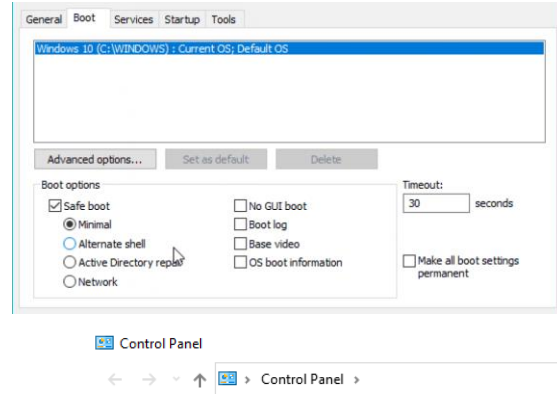 General Boot Services Startup Tools
Windows 10 (C:\WINDOWS) : Current OS; Default OS
Advanced options... Set as default Delete
Boot options Timeout:
Safe boot No GUI boot 30 seconds
Minimal Boot log
Alternate shell Base video
Active Directory repair OS boot information Make all boot settings
permanent
Network
Control Panel
Control Panel